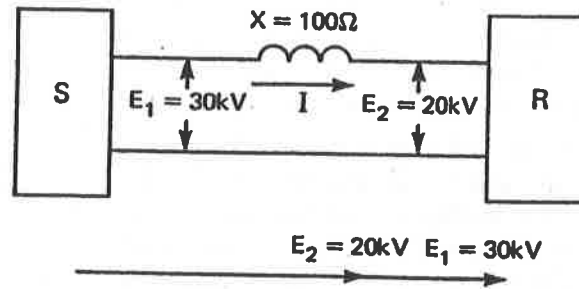 X = 100Ω
S
E₁ = 30kV
I
E₂ = 20kV
R
E₂ = 20kV E₁ = 30kV